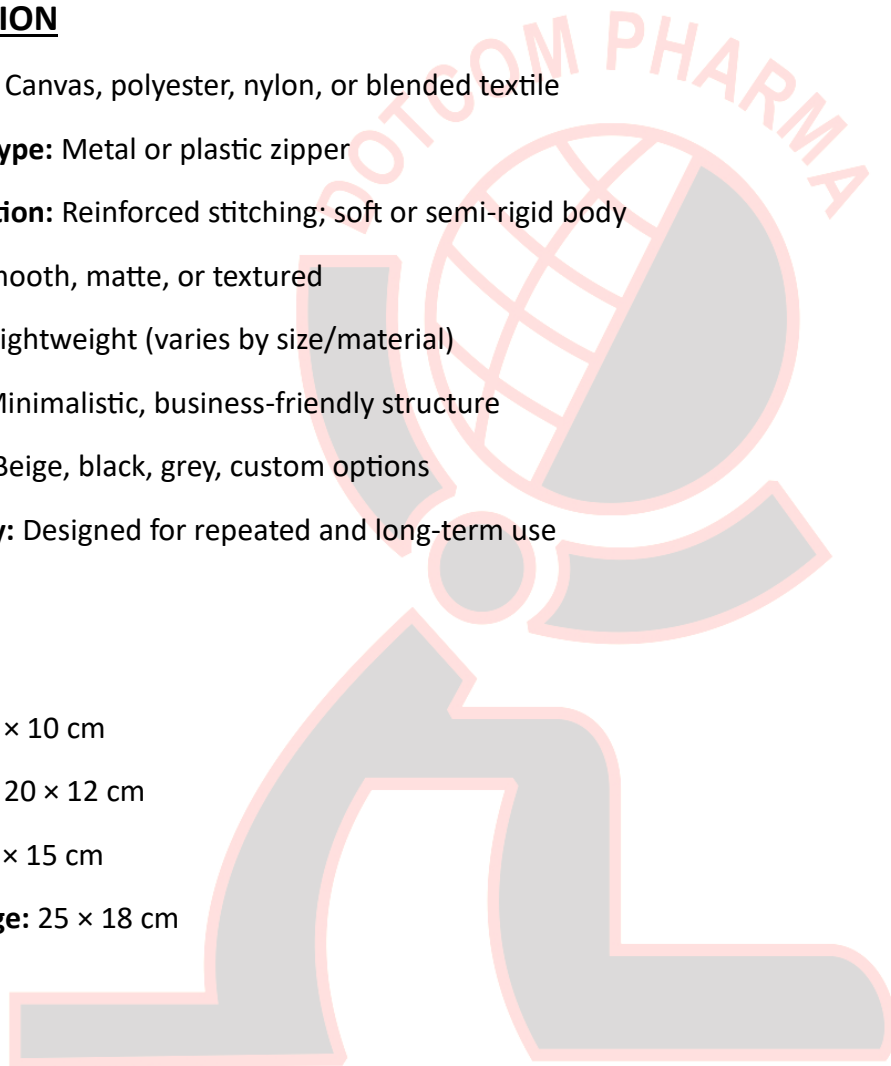 ION
Canvas, polyester, nylon, or blended textile
ype: Metal or plastic zipper
tion: Reinforced stitching; soft or semi-rigid body
mooth, matte, or textured
ightweight (varies by size/material)
Minimalistic, business-friendly structure
Beige, black, grey, custom options
y: Designed for repeated and long-term use
× 10 cm
20 × 12 cm
× 15 cm
ge: 25 × 18 cm
DOTCOM PHARMA